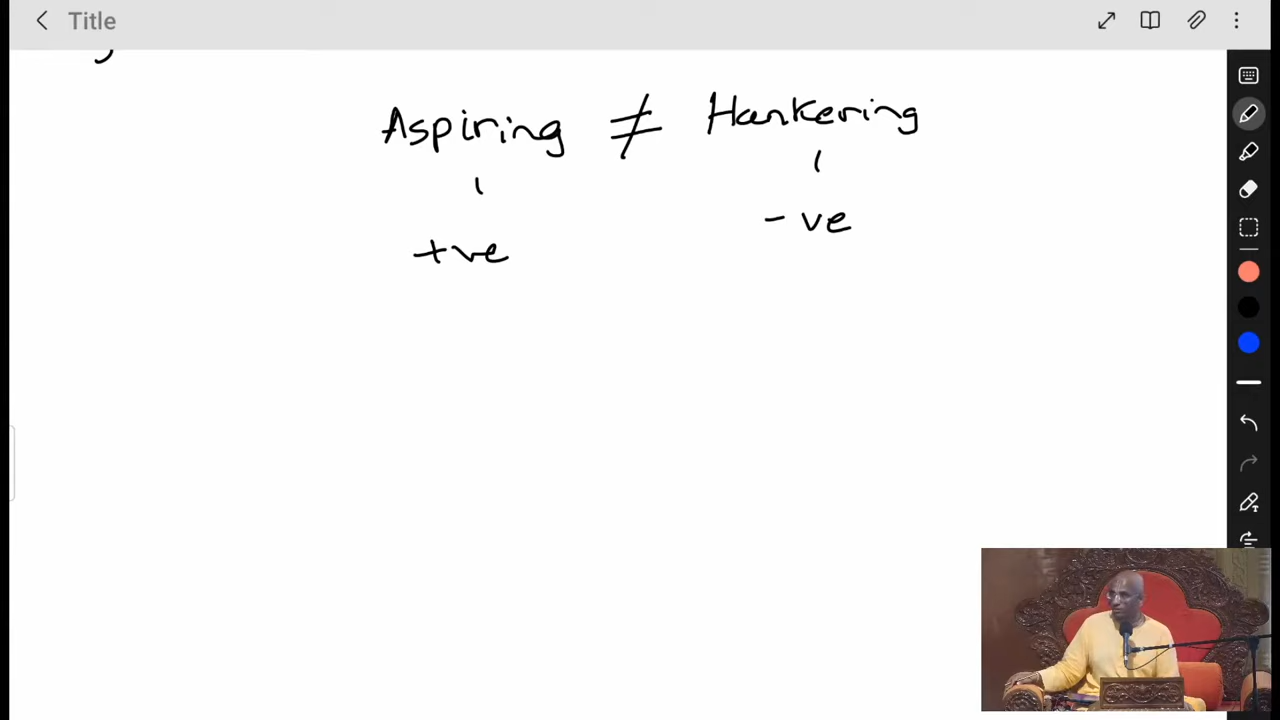 Title
Aspiring ≠ Hankering
+ve
- ve